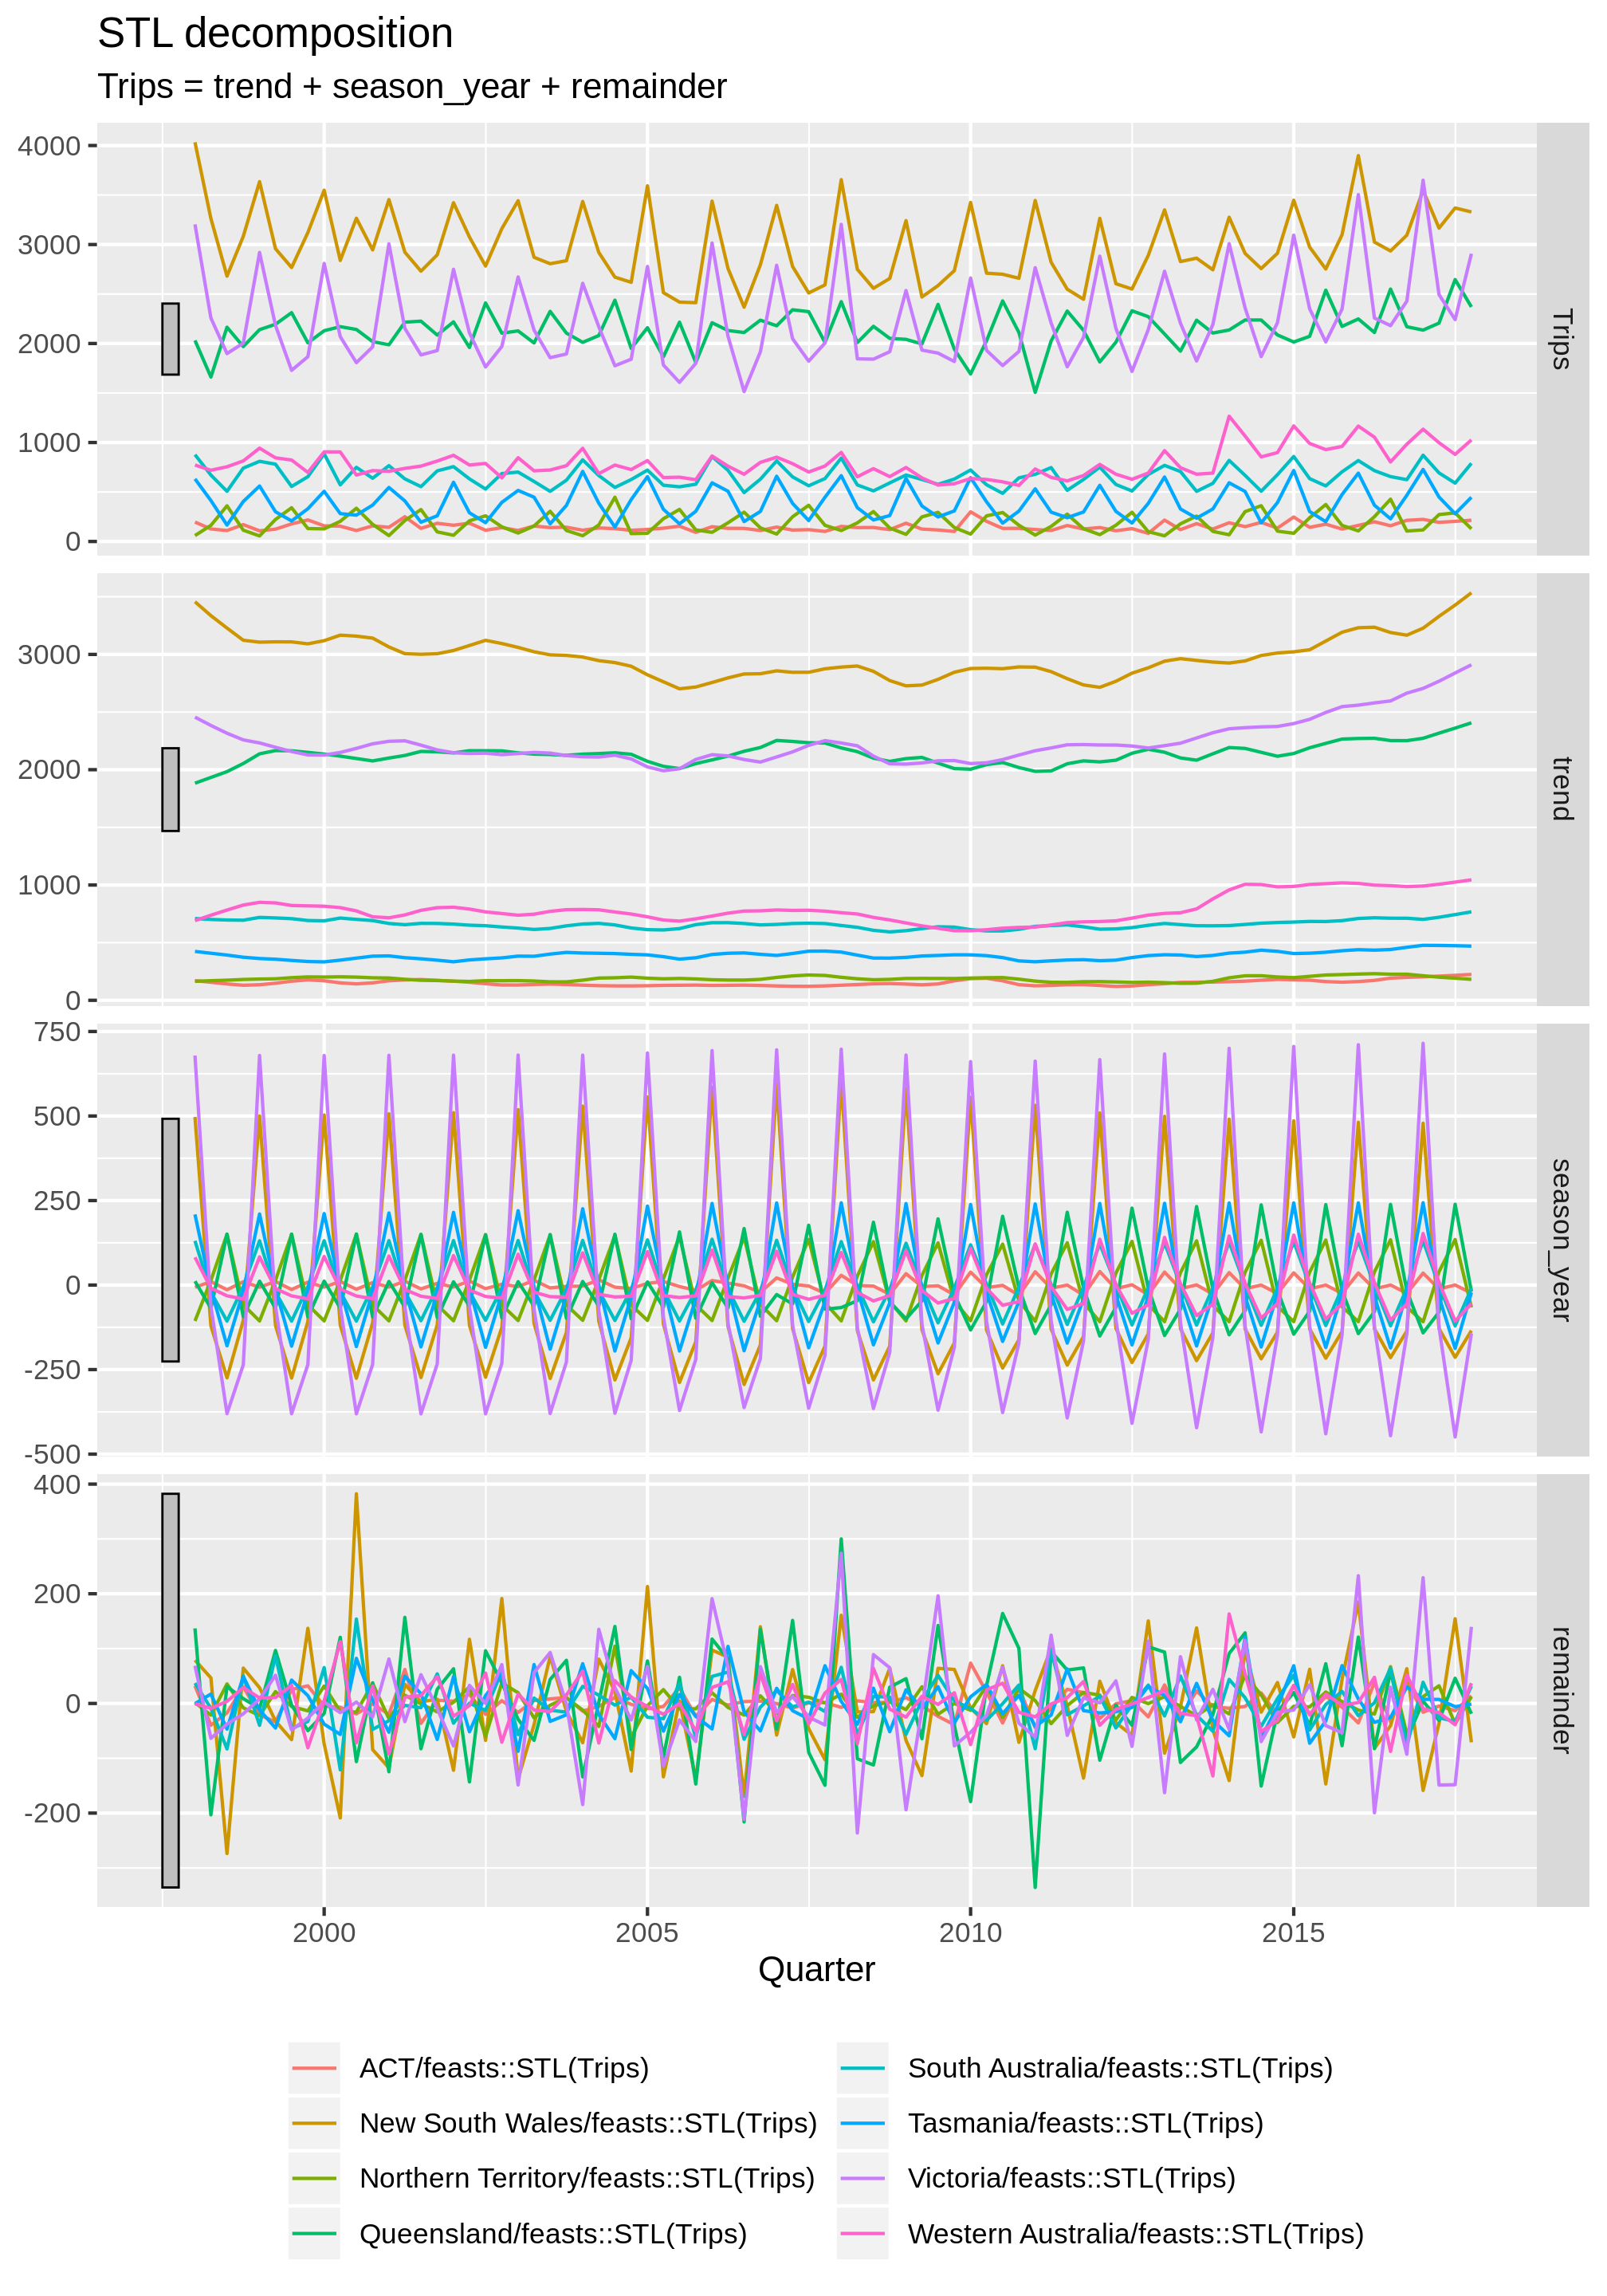 STL decomposition
Trips = trend + season_year + remainder
4000
3000
2000
1000
0
Trips
3000
2000
1000
0
trend
750
500
250
0
-250
-500
season_year
400
200
0
-200
remainder
2000 2005 2010 2015
Quarter
ACT/feasts::STL(Trips)
New South Wales/feasts::STL(Trips)
Northern Territory/feasts::STL(Trips)
Queensland/feasts::STL(Trips)
South Australia/feasts::STL(Trips)
Tasmania/feasts::STL(Trips)
Victoria/feasts::STL(Trips)
Western Australia/feasts::STL(Trips)